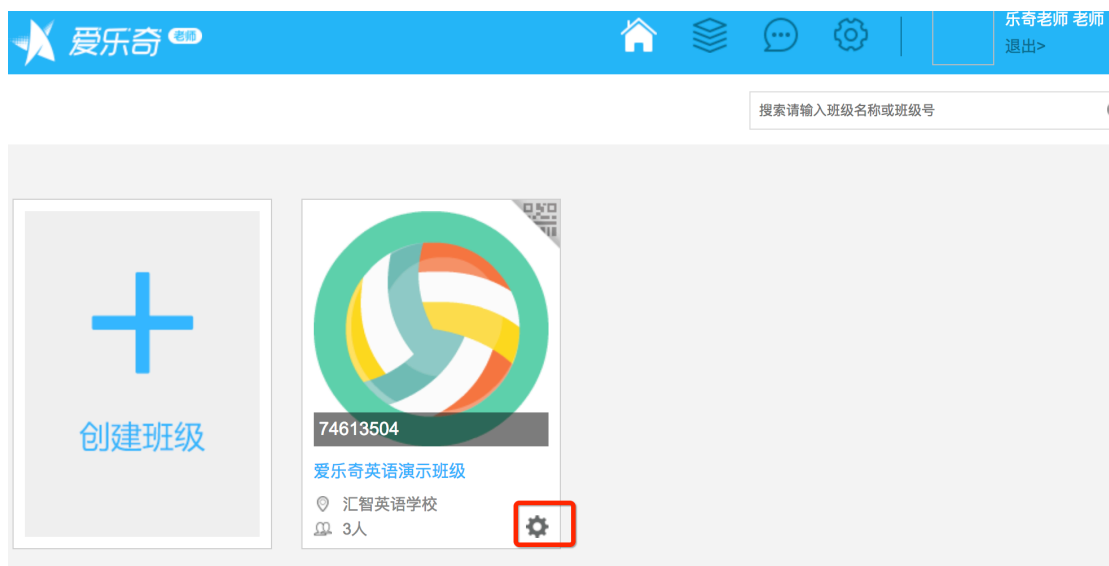 爱乐奇 老师
乐奇老师 老师
退出>
搜索请输入班级名称或班级号
创建班级
74613504
爱乐奇英语演示班级
汇智英语学校
3人